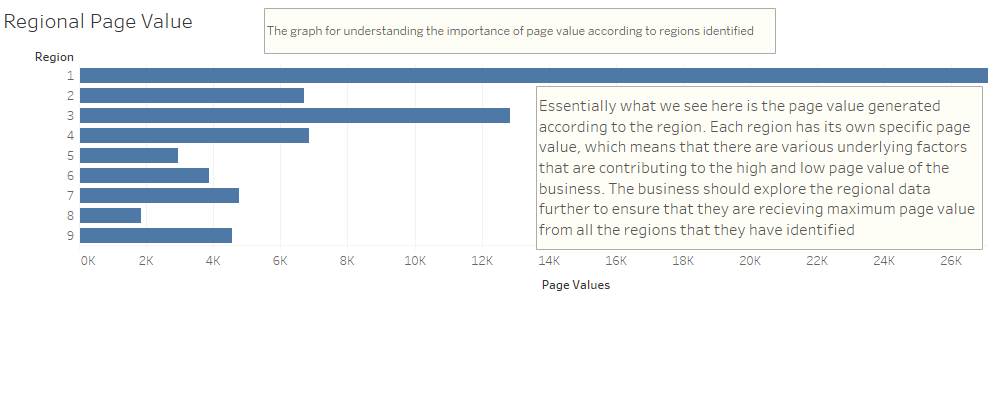 Regional Page Value
The graph for understanding the importance of page value according to regions identified
Region
1
2
3
4
5
6
7
8
9
Essentially what we see here is the page value generated
according to the region. Each region has its own specific page
value, which means that there are various underlying factors
that are contributing to the high and low page value of the
business. The business should explore the regional data
further to ensure that they are recieving maximum page value
from all the regions that they have identified
0K 2K 4K 6K 8K 10K 12K 14K 16K 18K 20K 22K 24K 26K
Page Values